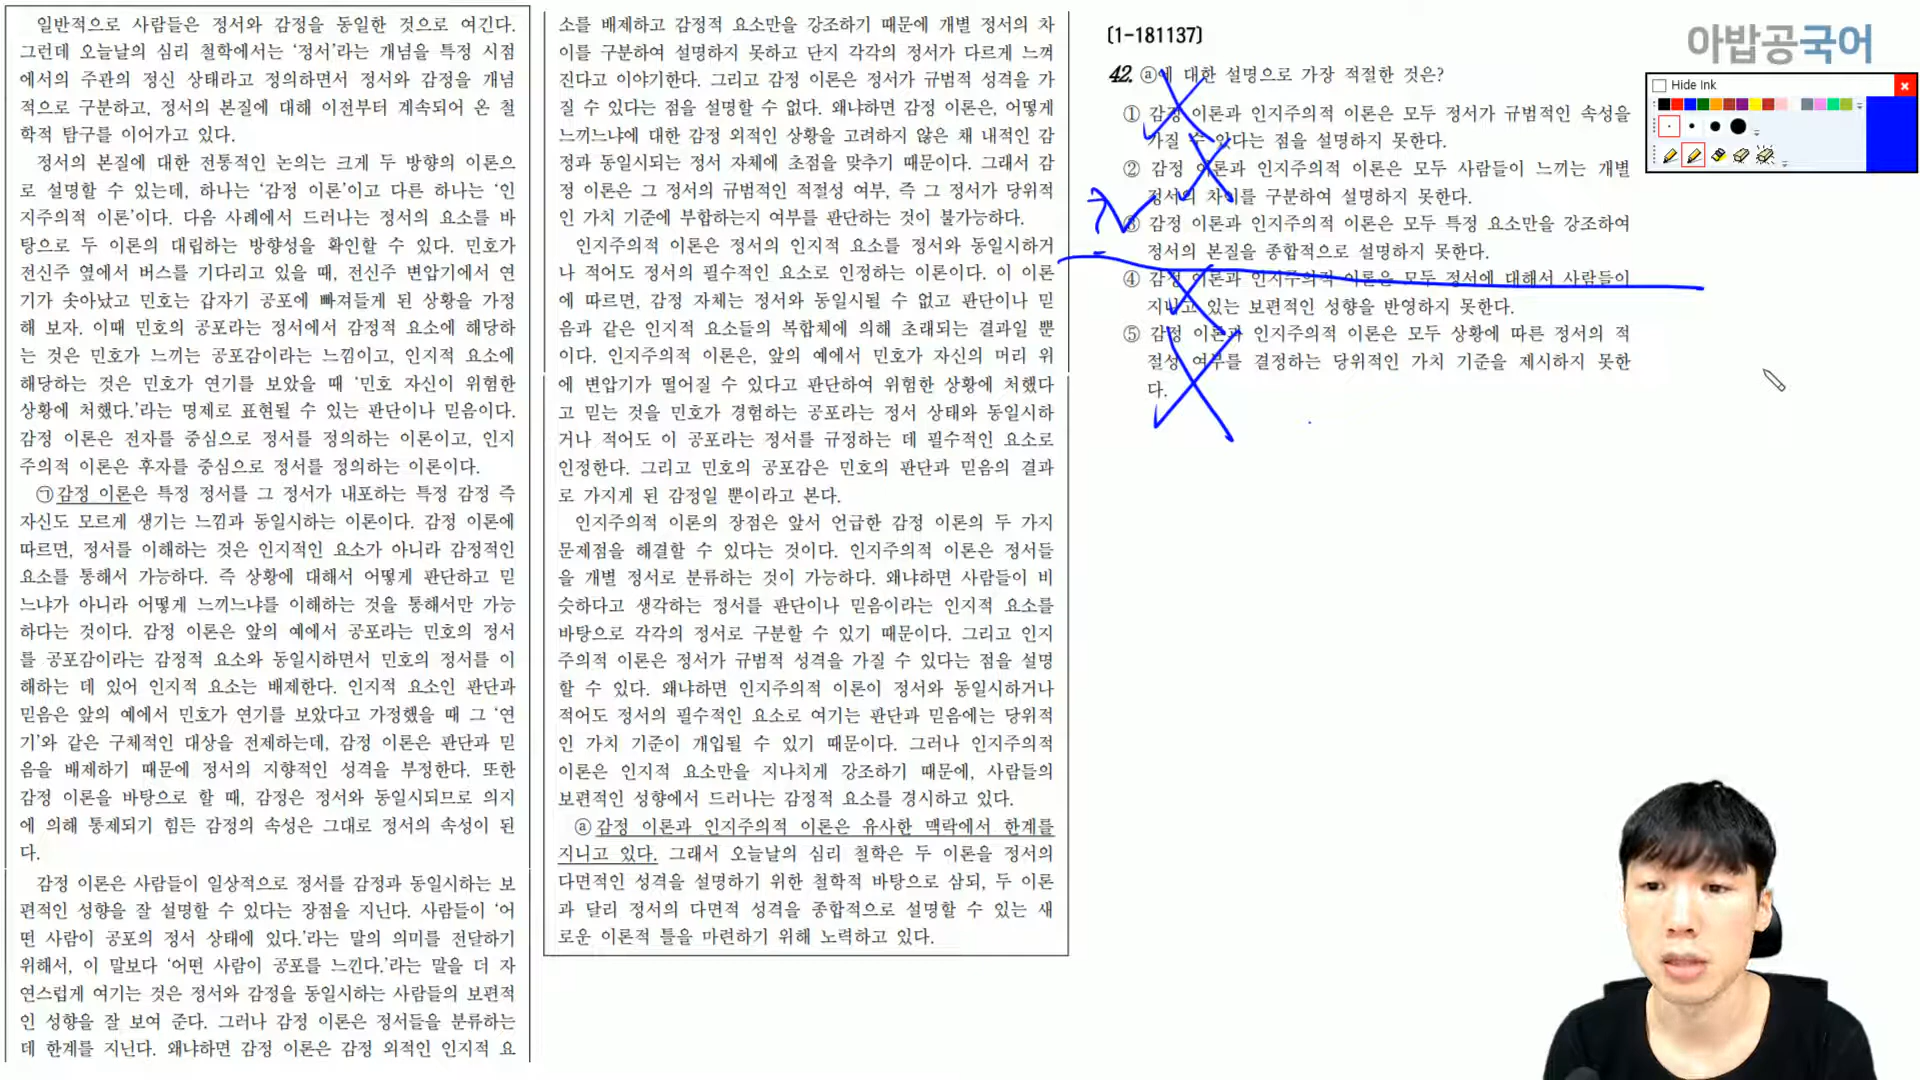 일반적으로 사람들은 정서와 감정을 동일한 것으로 여긴다.
그런데 오늘날의 심리 철학에서는 '정서'라는 개념을 특정 시점
에서의 주관의 정신 상태라고 정의하면서 정서와 감정을 개념
적으로 구분하고, 정서의 본질에 대해 이전부터 계속되어 온 철
학적 탐구를 이어가고 있다.
정서의 본질에 대한 전통적인 논의는 크게 두 방향의 이론으
로 설명할 수 있는데, 하나는 '감정 이론'이고 다른 하나는 '인
지주의적 이론'이다. 다음 사례에서 드러나는 정서의 요소를 바
탕으로 두 이론의 대립하는 방향성을 확인할 수 있다. 민호가
전신주 옆에서 버스를 기다리고 있을 때, 전신주 변압기에서 연
기가 솟아났고 민호는 갑자기 공포에 빠져들게 된 상황을 가정
해 보자. 이때 민호의 공포라는 정서에서 감정적 요소에 해당하
는 것은 민호가 느끼는 공포감이라는 느낌이고, 인지적 요소에
해당하는 것은 민호가 연기를 보았을 때 '민호 자신이 위험한
상황에 처했다.'라는 명제로 표현될 수 있는 판단이나 믿음이다.
감정 이론은 전자를 중심으로 정서를 정의하는 이론이고, 인지
주의적 이론은 후자를 중심으로 정서를 정의하는 이론이다.
㉠감정 이론은 특정 정서를 그 정서가 내포하는 특정 감정 즉
자신도 모르게 생기는 느낌과 동일시하는 이론이다. 감정 이론에
따르면, 정서를 이해하는 것은 인지적인 요소가 아니라 감정적인
요소를 통해서 가능하다. 즉 상황에 대해서 어떻게 판단하고 믿
느냐가 아니라 어떻게 느끼느냐를 이해하는 것을 통해서만 가능
하다는 것이다. 감정 이론은 앞의 예에서 공포라는 민호의 정서
를 공포감이라는 감정적 요소와 동일시하면서 민호의 정서를 이
해하는 데 있어 인지적 요소는 배제한다. 인지적 요소인 판단과
믿음은 앞의 예에서 민호가 연기를 보았다고 가정했을 때 그 '연
기'와 같은 구체적인 대상을 전제하는데, 감정 이론은 판단과 믿
음을 배제하기 때문에 정서의 지향적인 성격을 부정한다. 또한
감정 이론을 바탕으로 할 때, 감정은 정서와 동일시되므로 의지
에 의해 통제되기 힘든 감정의 속성은 그대로 정서의 속성이 된
다.
감정 이론은 사람들이 일상적으로 정서를 감정과 동일시하는 보
편적인 성향을 잘 설명할 수 있다는 장점을 지닌다. 사람들이 '어
떤 사람이 공포의 정서 상태에 있다.'라는 말의 의미를 전달하기
위해서, 이 말보다 '어떤 사람이 공포를 느낀다.'라는 말을 더 자
연스럽게 여기는 것은 정서와 감정을 동일시하는 사람들의 보편적
인 성향을 잘 보여 준다. 그러나 감정 이론은 정서들을 분류하는
데 한계를 지닌다. 왜냐하면 감정 이론은 감정 외적인 인지적 요
소를 배제하고 감정적 요소만을 강조하기 때문에 개별 정서의 차
이를 구분하여 설명하지 못하고 단지 각각의 정서가 다르게 느껴
진다고 이야기한다. 그리고 감정 이론은 정서가 규범적 성격을 가
질 수 있다는 점을 설명할 수 없다. 왜냐하면 감정 이론은, 어떻게
느끼느냐에 대한 감정 외적인 상황을 고려하지 않은 채 내적인 감
정과 동일시되는 정서 자체에 초점을 맞추기 때문이다. 그래서 감
정 이론은 그 정서의 규범적인 적절성 여부, 즉 그 정서가 당위적
인 가치 기준에 부합하는지 여부를 판단하는 것이 불가능하다.
인지주의적 이론은 정서의 인지적 요소를 정서와 동일시하거
나 적어도 정서의 필수적인 요소로 인정하는 이론이다. 이 이론
에 따르면, 감정 자체는 정서와 동일시될 수 없고 판단이나 믿
음과 같은 인지적 요소들의 복합체에 의해 초래되는 결과일 뿐
이다. 인지주의적 이론은, 앞의 예에서 민호가 자신의 머리 위
에 변압기가 떨어질 수 있다고 판단하여 위험한 상황에 처했다
고 믿는 것을 민호가 경험하는 공포라는 정서 상태와 동일시하
거나 적어도 이 공포라는 정서를 규정하는 데 필수적인 요소로
인정한다. 그리고 민호의 공포감은 민호의 판단과 믿음의 결과
로 가지게 된 감정일 뿐이라고 본다.
인지주의적 이론의 장점은 앞서 언급한 감정 이론의 두 가지
문제점을 해결할 수 있다는 것이다. 인지주의적 이론은 정서들
을 개별 정서로 분류하는 것이 가능하다. 왜냐하면 사람들이 비
슷하다고 생각하는 정서를 판단이나 믿음이라는 인지적 요소를
바탕으로 각각의 정서로 구분할 수 있기 때문이다. 그리고 인지
주의적 이론은 정서가 규범적 성격을 가질 수 있다는 점을 설명
할 수 있다. 왜냐하면 인지주의적 이론이 정서와 동일시하거나
적어도 정서의 필수적인 요소로 여기는 판단과 믿음에는 당위적
인 가치 기준이 개입될 수 있기 때문이다. 그러나 인지주의적
이론은 인지적 요소만을 지나치게 강조하기 때문에, 사람들의
보편적인 성향에서 드러나는 감정적 요소를 경시하고 있다.
ⓐ감정 이론과 인지주의적 이론은 유사한 맥락에서 한계를
지니고 있다. 그래서 오늘날의 심리 철학은 두 이론을 정서의
다면적인 성격을 설명하기 위한 철학적 바탕으로 삼되, 두 이론
과 달리 정서의 다면적 성격을 종합적으로 설명할 수 있는 새
로운 이론적 틀을 마련하기 위해 노력하고 있다.
[1-181137]
42. ⓐ에 대한 설명으로 가장 적절한 것은?
① 감정 이론과 인지주의적 이론은 모두 정서가 규범적인 속성을
가질 수 있다는 점을 설명하지 못한다.
② 감정 이론과 인지주의적 이론은 모두 사람들이 느끼는 개별
정서의 차이를 구분하여 설명하지 못한다.
③ 감정 이론과 인지주의적 이론은 모두 특정 요소만을 강조하여
정서의 본질을 종합적으로 설명하지 못한다.
④ 감정 이론과 인지주의적 이론은 모두 정서에 대해서 사람들이
지니고 있는 보편적인 성향을 반영하지 못한다.
⑤ 감정 이론과 인지주의적 이론은 모두 상황에 따른 정서의 적
절성 여부를 결정하는 당위적인 가치 기준을 제시하지 못한
다.
아밥공국어
Hide Ink